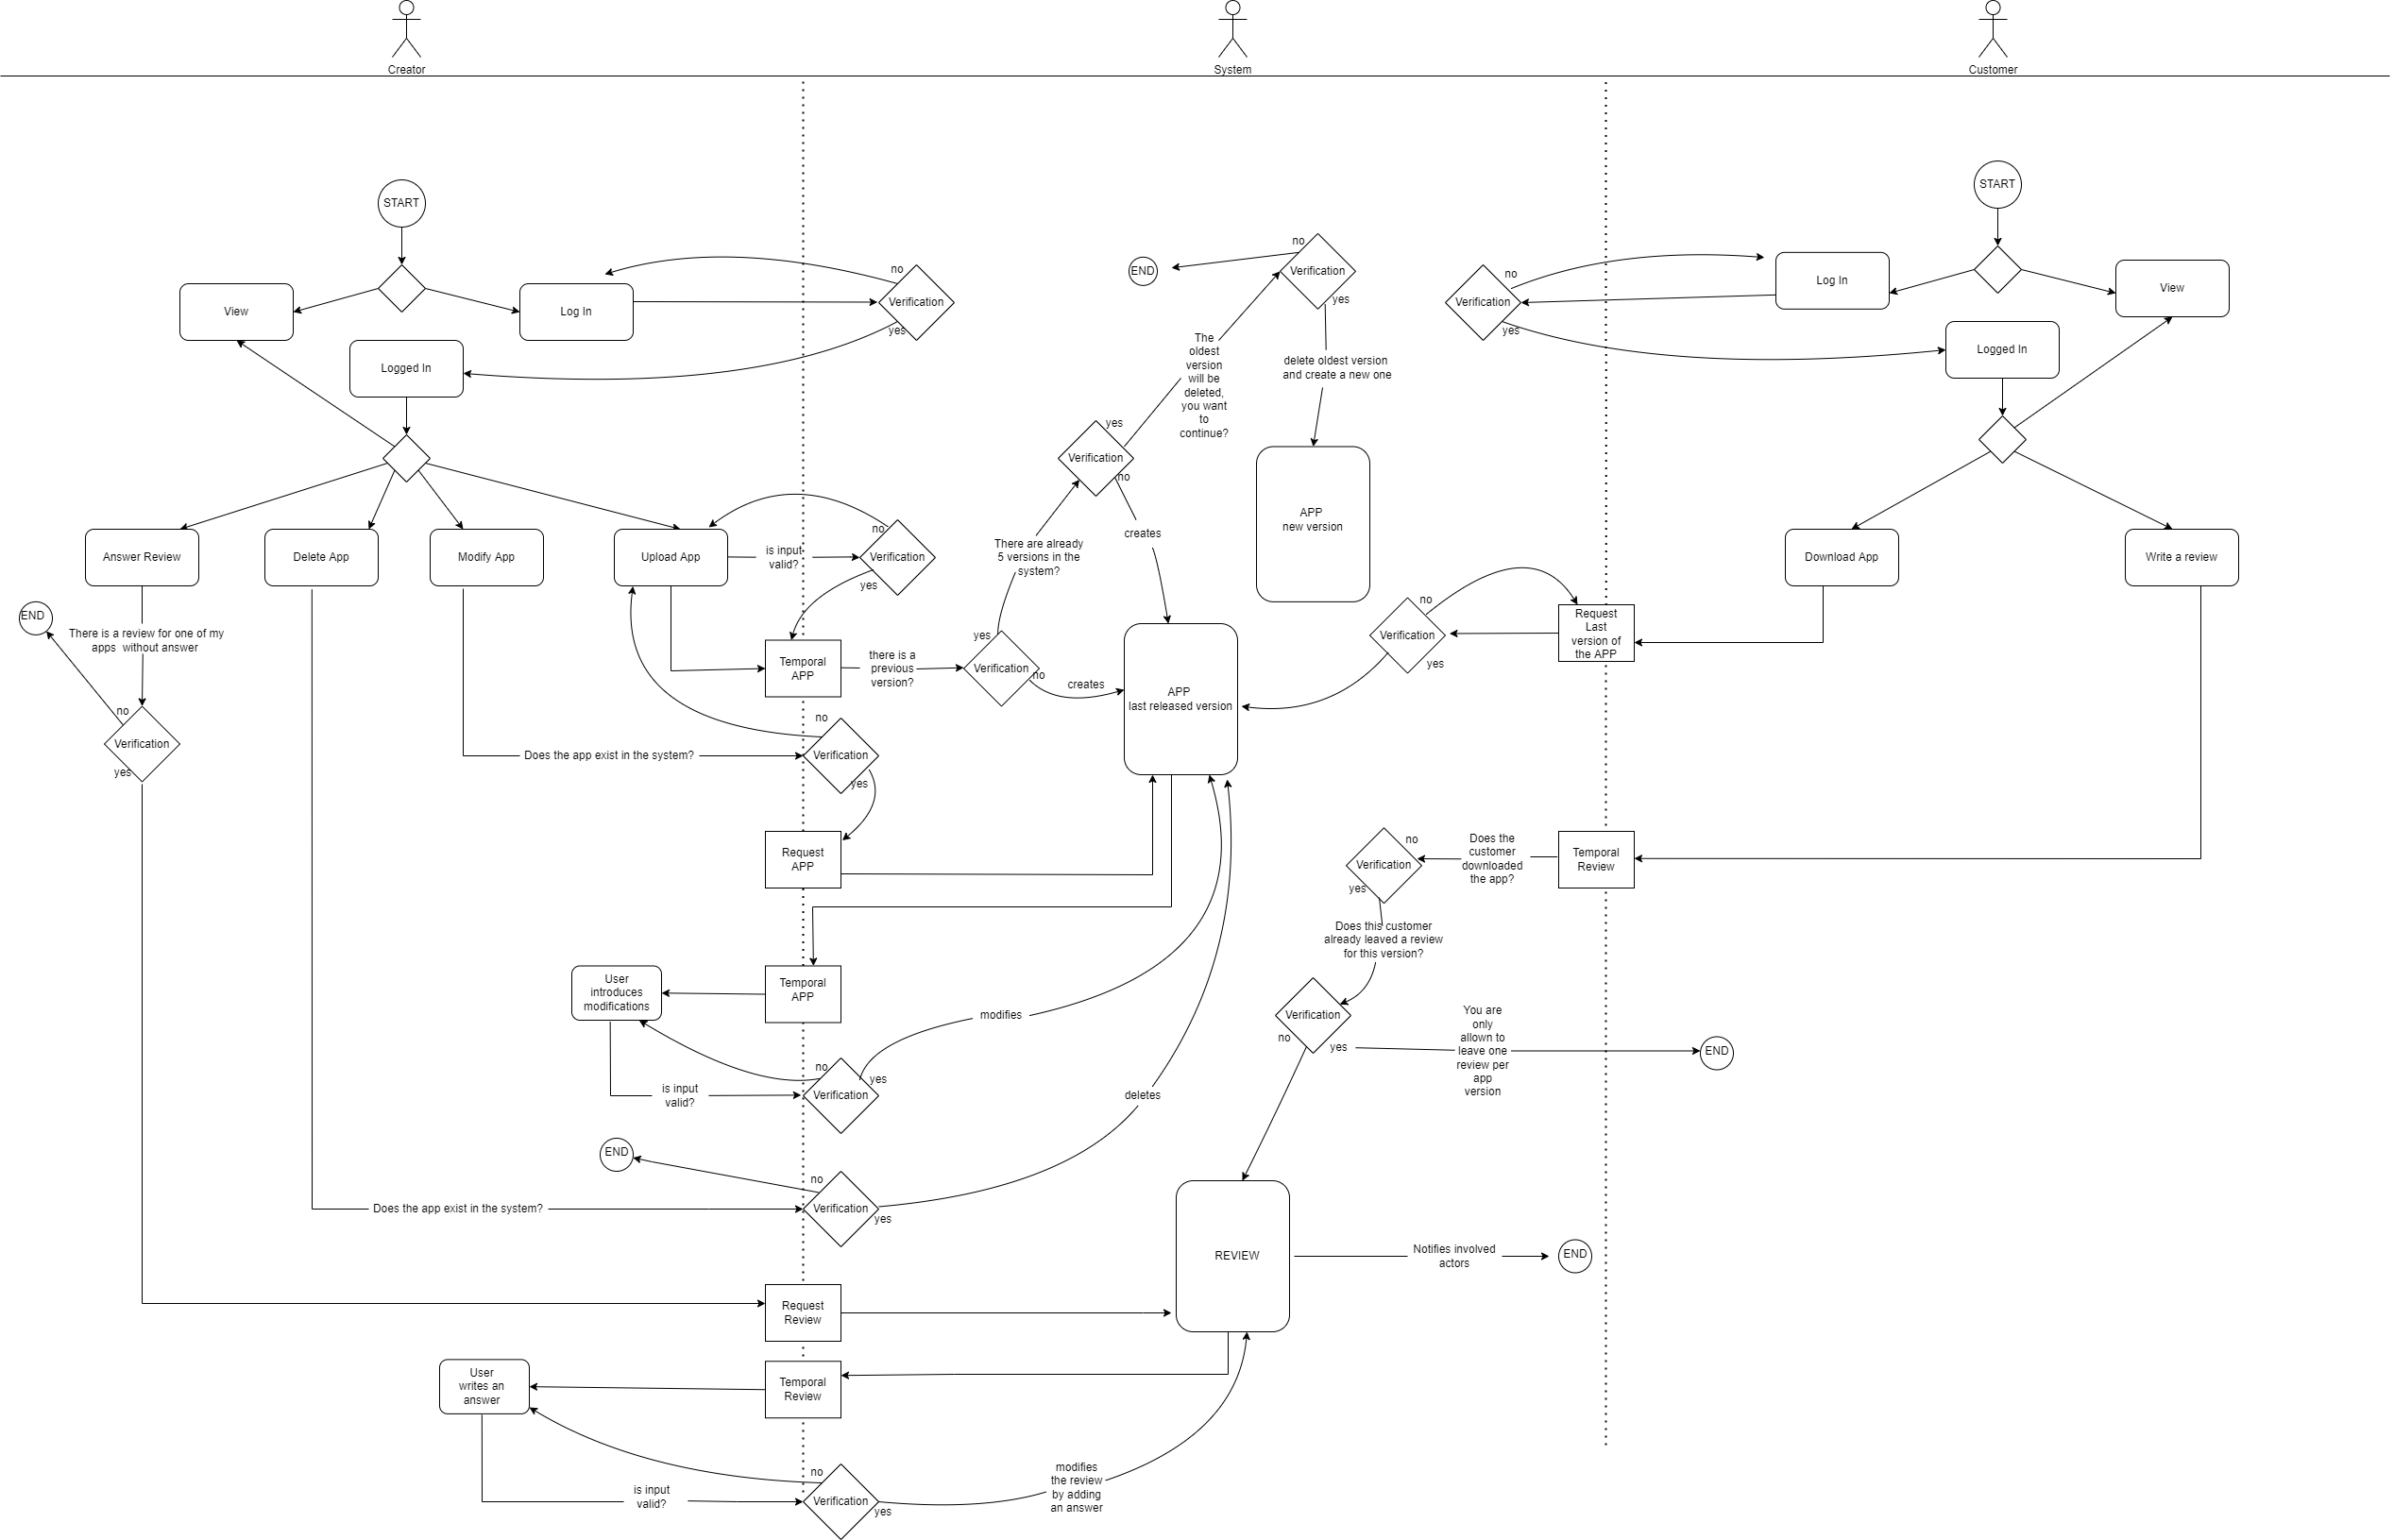 Creator
System
Customer
START
START
END
no
Verification
yes
View
Log In
no
Verification
yes
no
Verification
yes
Log In
View
Logged In
Logged In
The
oldest
version
will be
deleted,
you want
to
continue?
delete oldest version
and create a new one
yes
Verification
no
APP
new version
Answer Review
Delete App
Modify App
Upload App
is input
valid?
no
Verification
yes
There are already
5 versions in the
system?
creates
Download App
Write a review
END
There is a review for one of my
apps  without answer
Temporal
APP
there is a
previous
version?
yes
Verification
no
creates
APP
last released version
no
Verification
yes
Request
Last
version of
the APP
no
Verification
yes
Does the app exist in the system?
no
Verification
yes
Request
APP
no
Verification
yes
Does the
customer
downloaded
the app?
Temporal
Review
Does this customer
already leaved a review
for this version?
User
introduces
modifications
Temporal
APP
modifies
Verification
no
yes
You are
only
allown to
leave one
review per
app
version
END
is input
valid?
no
Verification
yes
deletes
END
Does the app exist in the system?
no
Verification
yes
REVIEW
Notifies involved
actors
END
Request
Review
User
writes an
answer
Temporal
Review
is input
valid?
no
Verification
yes
modifies
the review
by adding
an answer